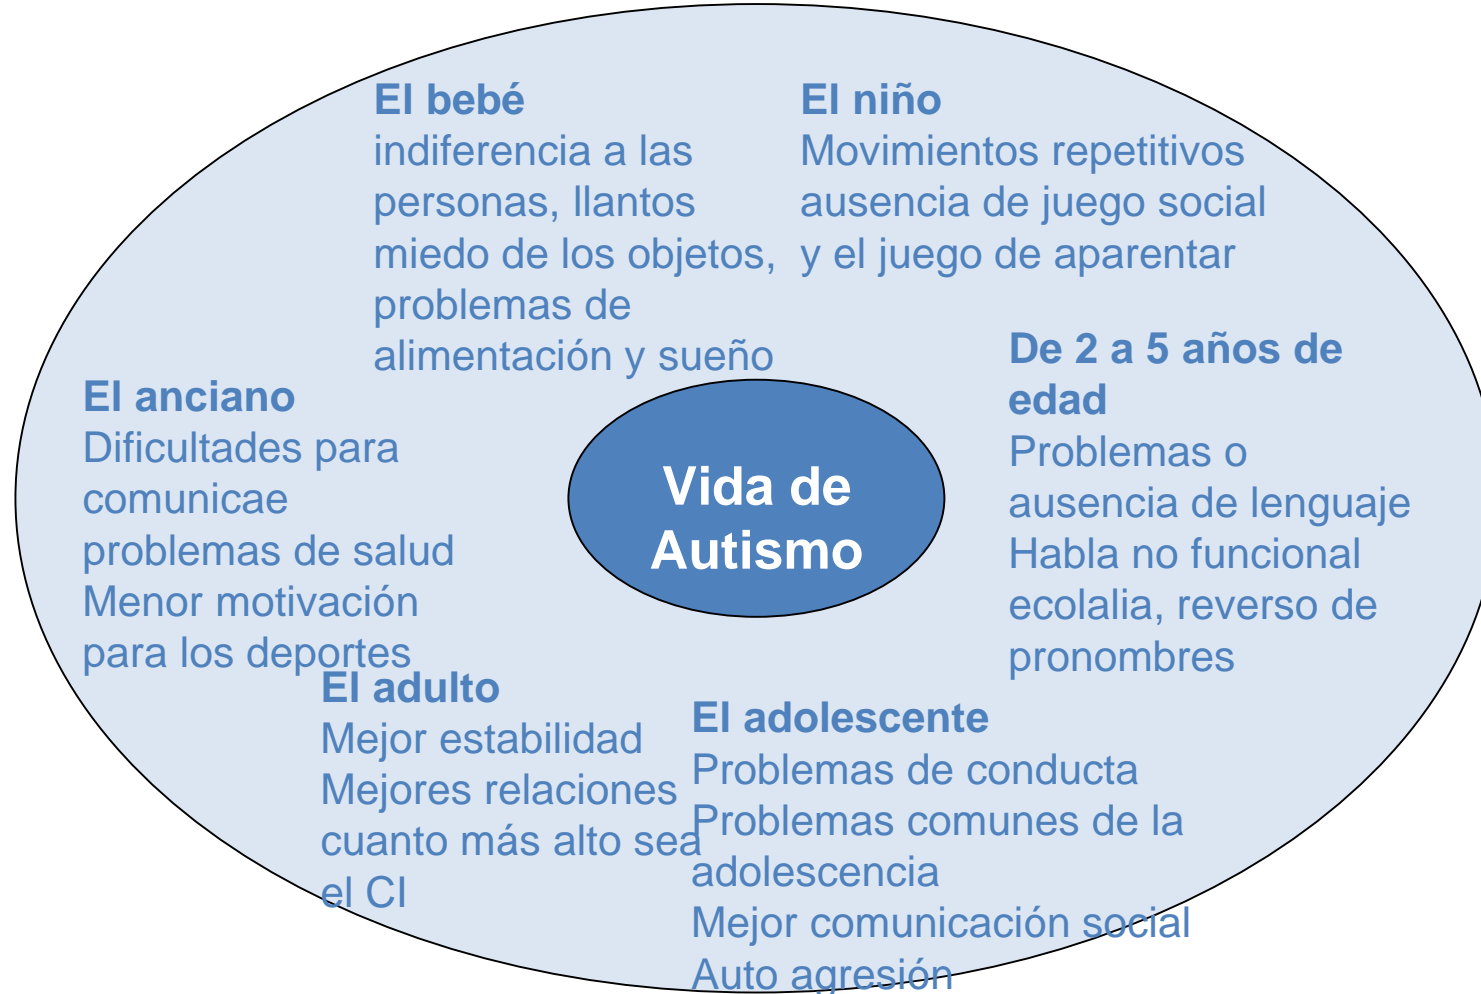 El bebé
indiferencia a las
personas, llantos
miedo de los objetos,
problemas de
alimentación y sueño
El niño
Movimientos repetitivos
ausencia de juego social
y el juego de aparentar
De 2 a 5 años de
edad
Problemas o
ausencia de lenguaje
Habla no funcional
ecolalia, reverso de
pronombres
El anciano
Dificultades para
comunicae
problemas de salud
Menor motivación
para los deportes
Vida de
Autismo
El adulto
Mejor estabilidad
Mejores relaciones
cuanto más alto sea
el CI
El adolescente
Problemas de conducta
Problemas comunes de la
adolescencia
Mejor comunicación social
Auto agresión